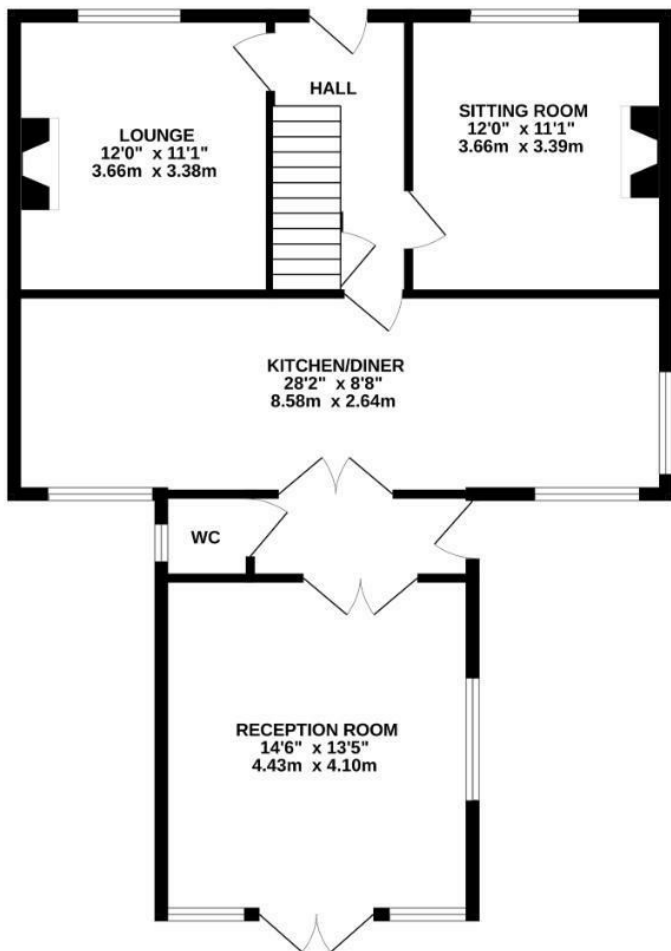 HALL
LOUNGE
12'0" x 11'1"
3.66m x 3.38m
SITTING ROOM
12'0" x 11'1"
3.66m x 3.39m
KITCHEN/DINER
28'2" x 8'8"
8.58m x 2.64m
WC
RECEPTION ROOM
14'6" x 13'5"
4.43m x 4.10m